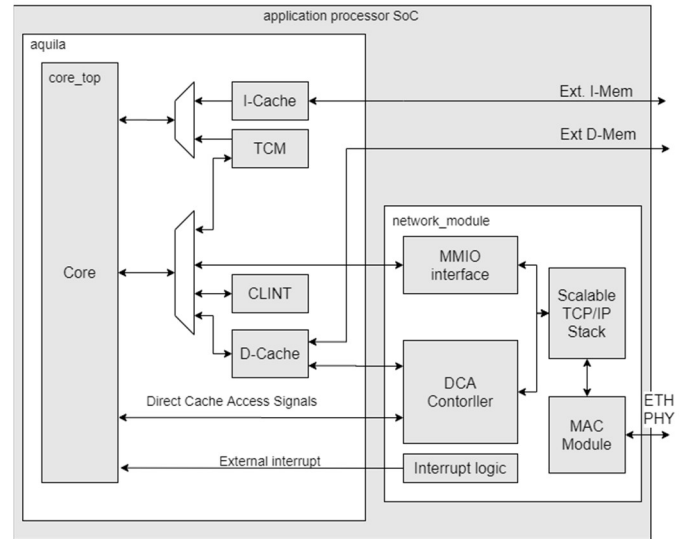 application processor SoC
aquila
core_top
I-Cache
Ext. I-Mem
TCM
Ext D-Mem
network_module
Core
MMIO
interface
CLINT
Scalable
TCP/IP
Stack
D-Cache
DCA
Contorller
Direct Cache Access Signals
ETH
PHY
MAC
Module
External interrupt
Interrupt logic